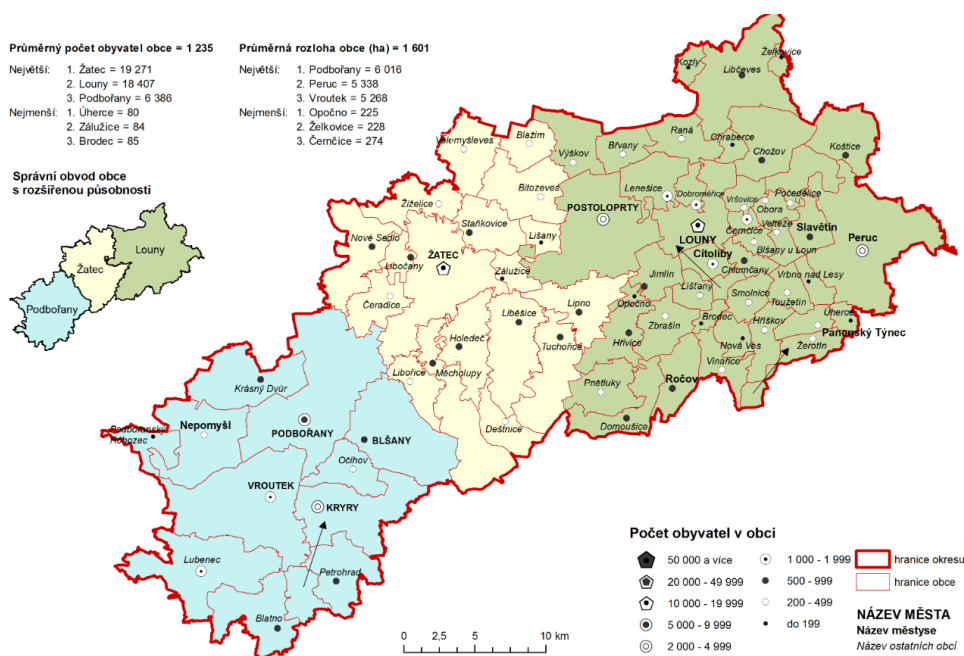 Průměrný počet obyvatel obce = 1 235
Největší: 1. Žatec = 19 271
2. Louny = 18 407
3. Podbořany = 6 386
Nejmenší: 1. Úherce = 80
2. Zálužice = 84
3. Brodec = 85
Průměrná rozloha obce (ha) = 1 601
Největší: 1. Podbořany = 6 016
2. Peruc = 5 338
3. Vroutek = 5 268
Nejmenší: 1. Opočno = 225
2. Želkovice = 228
3. Černčice = 274
Správní obvod obce
s rozšířenou působností
Louny
Žatec
Podbořany
Želkovice
Kozly
Libčeves
Blažim
Velemyšleves
Raná
Chraberce
Výškov
Břvany
Chožov
Koštice
Bitozeves
Lenešice
Dobroměřice
Počedělice
Vršovice
Žiželice
Obora
POSTOLOPRTY
Staňkovice
Veltěže
Černčice
Slavětín
LOUNY
Nové Sedlo
Lišany
Blšany u Loun
Peruc
Libočany
ŽATEC
Cítoliby
Chlumčany
Zálužice
Jimlín
Vrbno nad Lesy
Lišťany
Čeradice
Opočno
Smolnice
Toužetín
Lipno
Liběšice
Úherce
Zbrašín
Brodec
Hříškov
Panenský Týnec
Holedeč
Tuchořice
Hřivice
Nová Ves
Žerotín
Měcholupy
Vinařice
Libořice
Pnětluky
Ročov
Krásný Dvůr
Domoušice
Deštnice
Nepomyšl
Podbořanský
Rohozec
PODBOŘANY
BLŠANY
Očihov
VROUTEK
KRYRY
Lubenec
Petrohrad
Blatno
0 2,5 5 10 km
Počet obyvatel v obci
50 000 a více
20 000 - 49 999
10 000 - 19 999
5 000 - 9 999
2 000 - 4 999
1 000 - 1 999
500 - 999
200 - 499
do 199
hranice okresu
hranice obce
NÁZEV MĚSTA
Název městyse
Název ostatních obcí